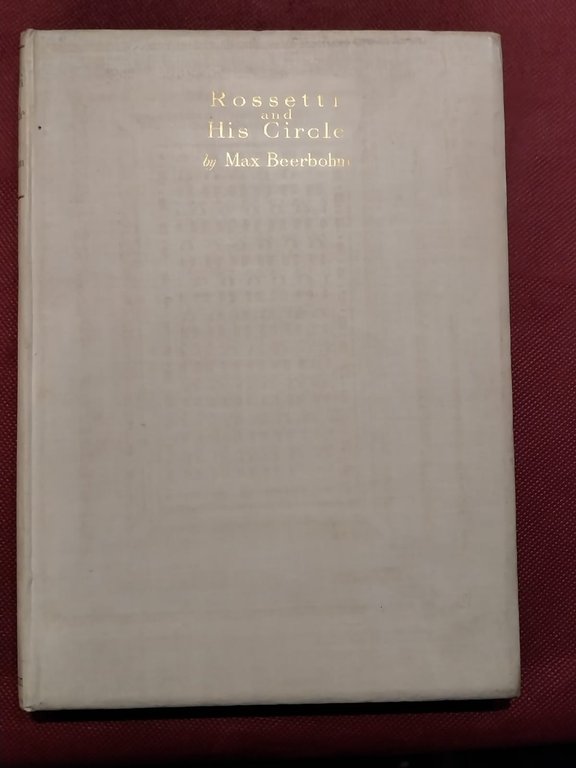 Rossetti
and
His Circle
by Max Beerbohm